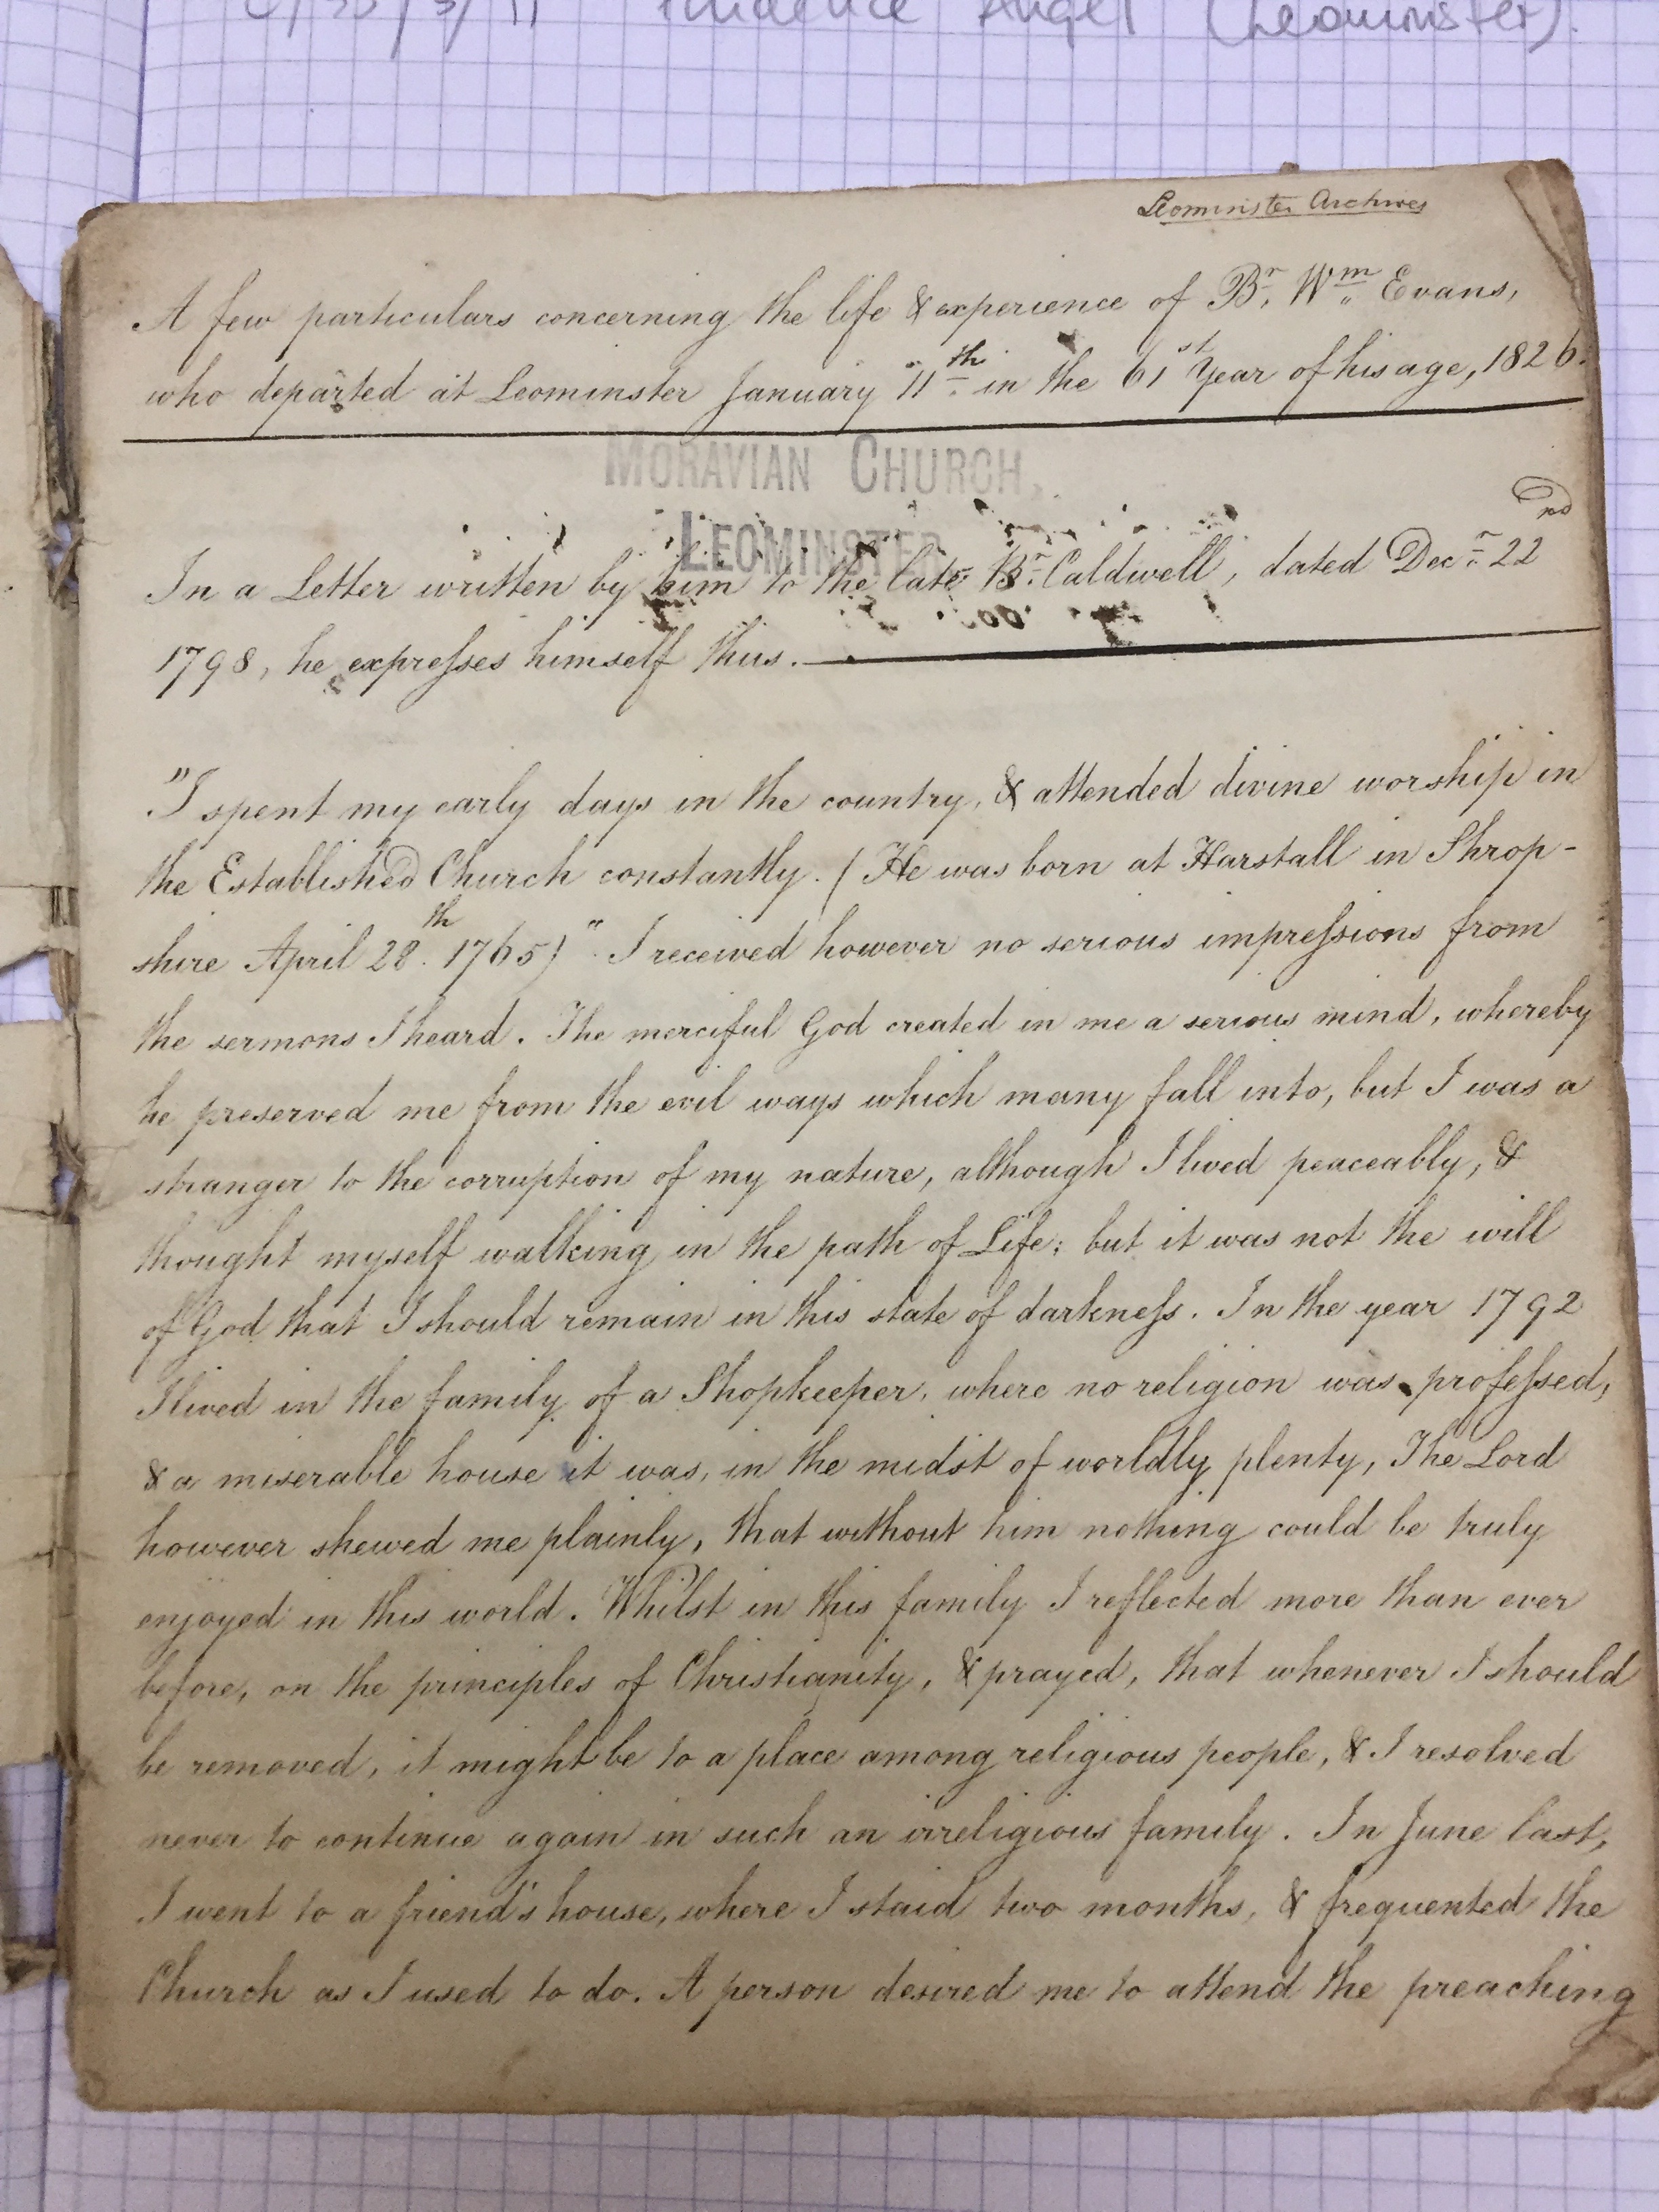 Angel (Leominster).
Leominster Archives
A few particulars concerning the life & experience of Br. Wm. Evans,
who departed at Leominster January 11th. in the 61st Year of his age, 1826.
MORAVIAN CHURCH,
LEOMINSTER
In a Letter written by him to the late Br. Caldwell, dated Decr. 22nd
1798, he expreſses himself thus.
"I spent my early days in the country, & attended divine worship in
the Established Church constantly. (He was born at Harstall in Shrop-
shire April 28th. 1765)" I received however no serious impreſsions from
the sermons I heard. The merciful God created in me a serious mind, whereby
he preserved me from the evil ways which many fall into, but I was a
stranger to the corruption of my nature, although I lived peaceably, &
thought myself walking in the path of Life; but it was not the will
of God that I should remain in this state of darkneſs. In the year 1792
I lived in the family of a Shopkeeper, where no religion was profeſsed,
& a miserable house it was, in the midst of worldly plenty, The Lord
however shewed me plainly, that without him nothing could be truly
enjoyed in this world. Whilst in this family I reflected more than ever
before, on the principles of Christianity, & prayed, that whenever I should
be removed, it might be to a place among religious people, & I resolved
never to continue again in such an irreligious family. In June last,
I went to a friend's house, where I staid two months, & frequented the
Church as I used to do. A person desired me to attend the preaching